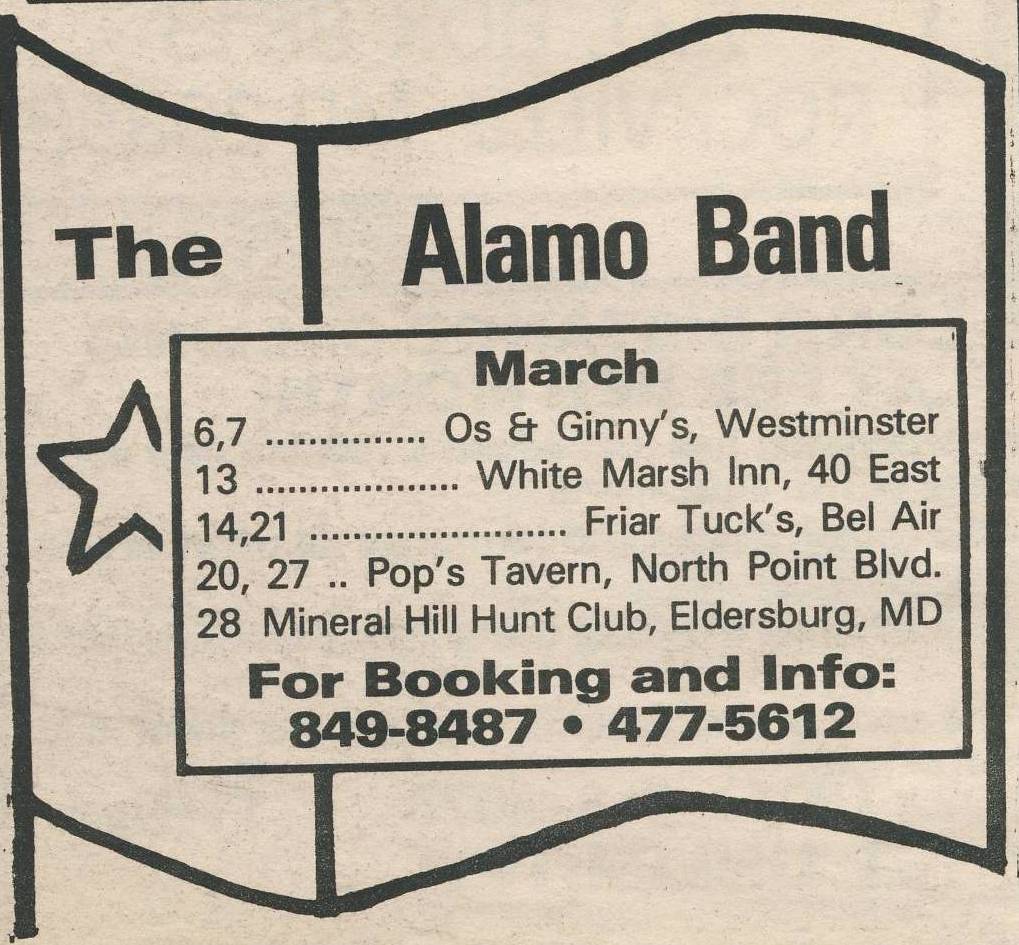 The Alamo Band
March
6,7 ............... Os & Ginny's, Westminster
13 ................... White Marsh Inn, 40 East
14,21 ........................ Friar Tuck's, Bel Air
20, 27 .. Pop's Tavern, North Point Blvd.
28 Mineral Hill Hunt Club, Eldersburg, MD
For Booking and Info:
849-8487 • 477-5612